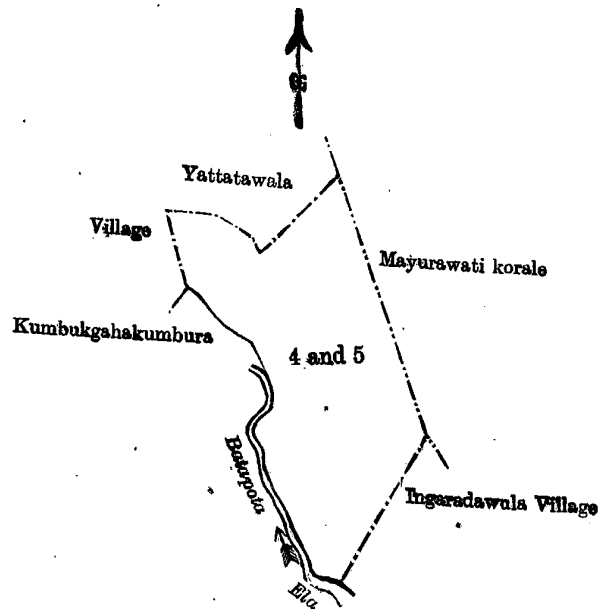 Yattatawala
Village
Mayurawati korale
Kumbukgahakumbura
4 and 5
Batapota
Ingaradawula Village
Ela